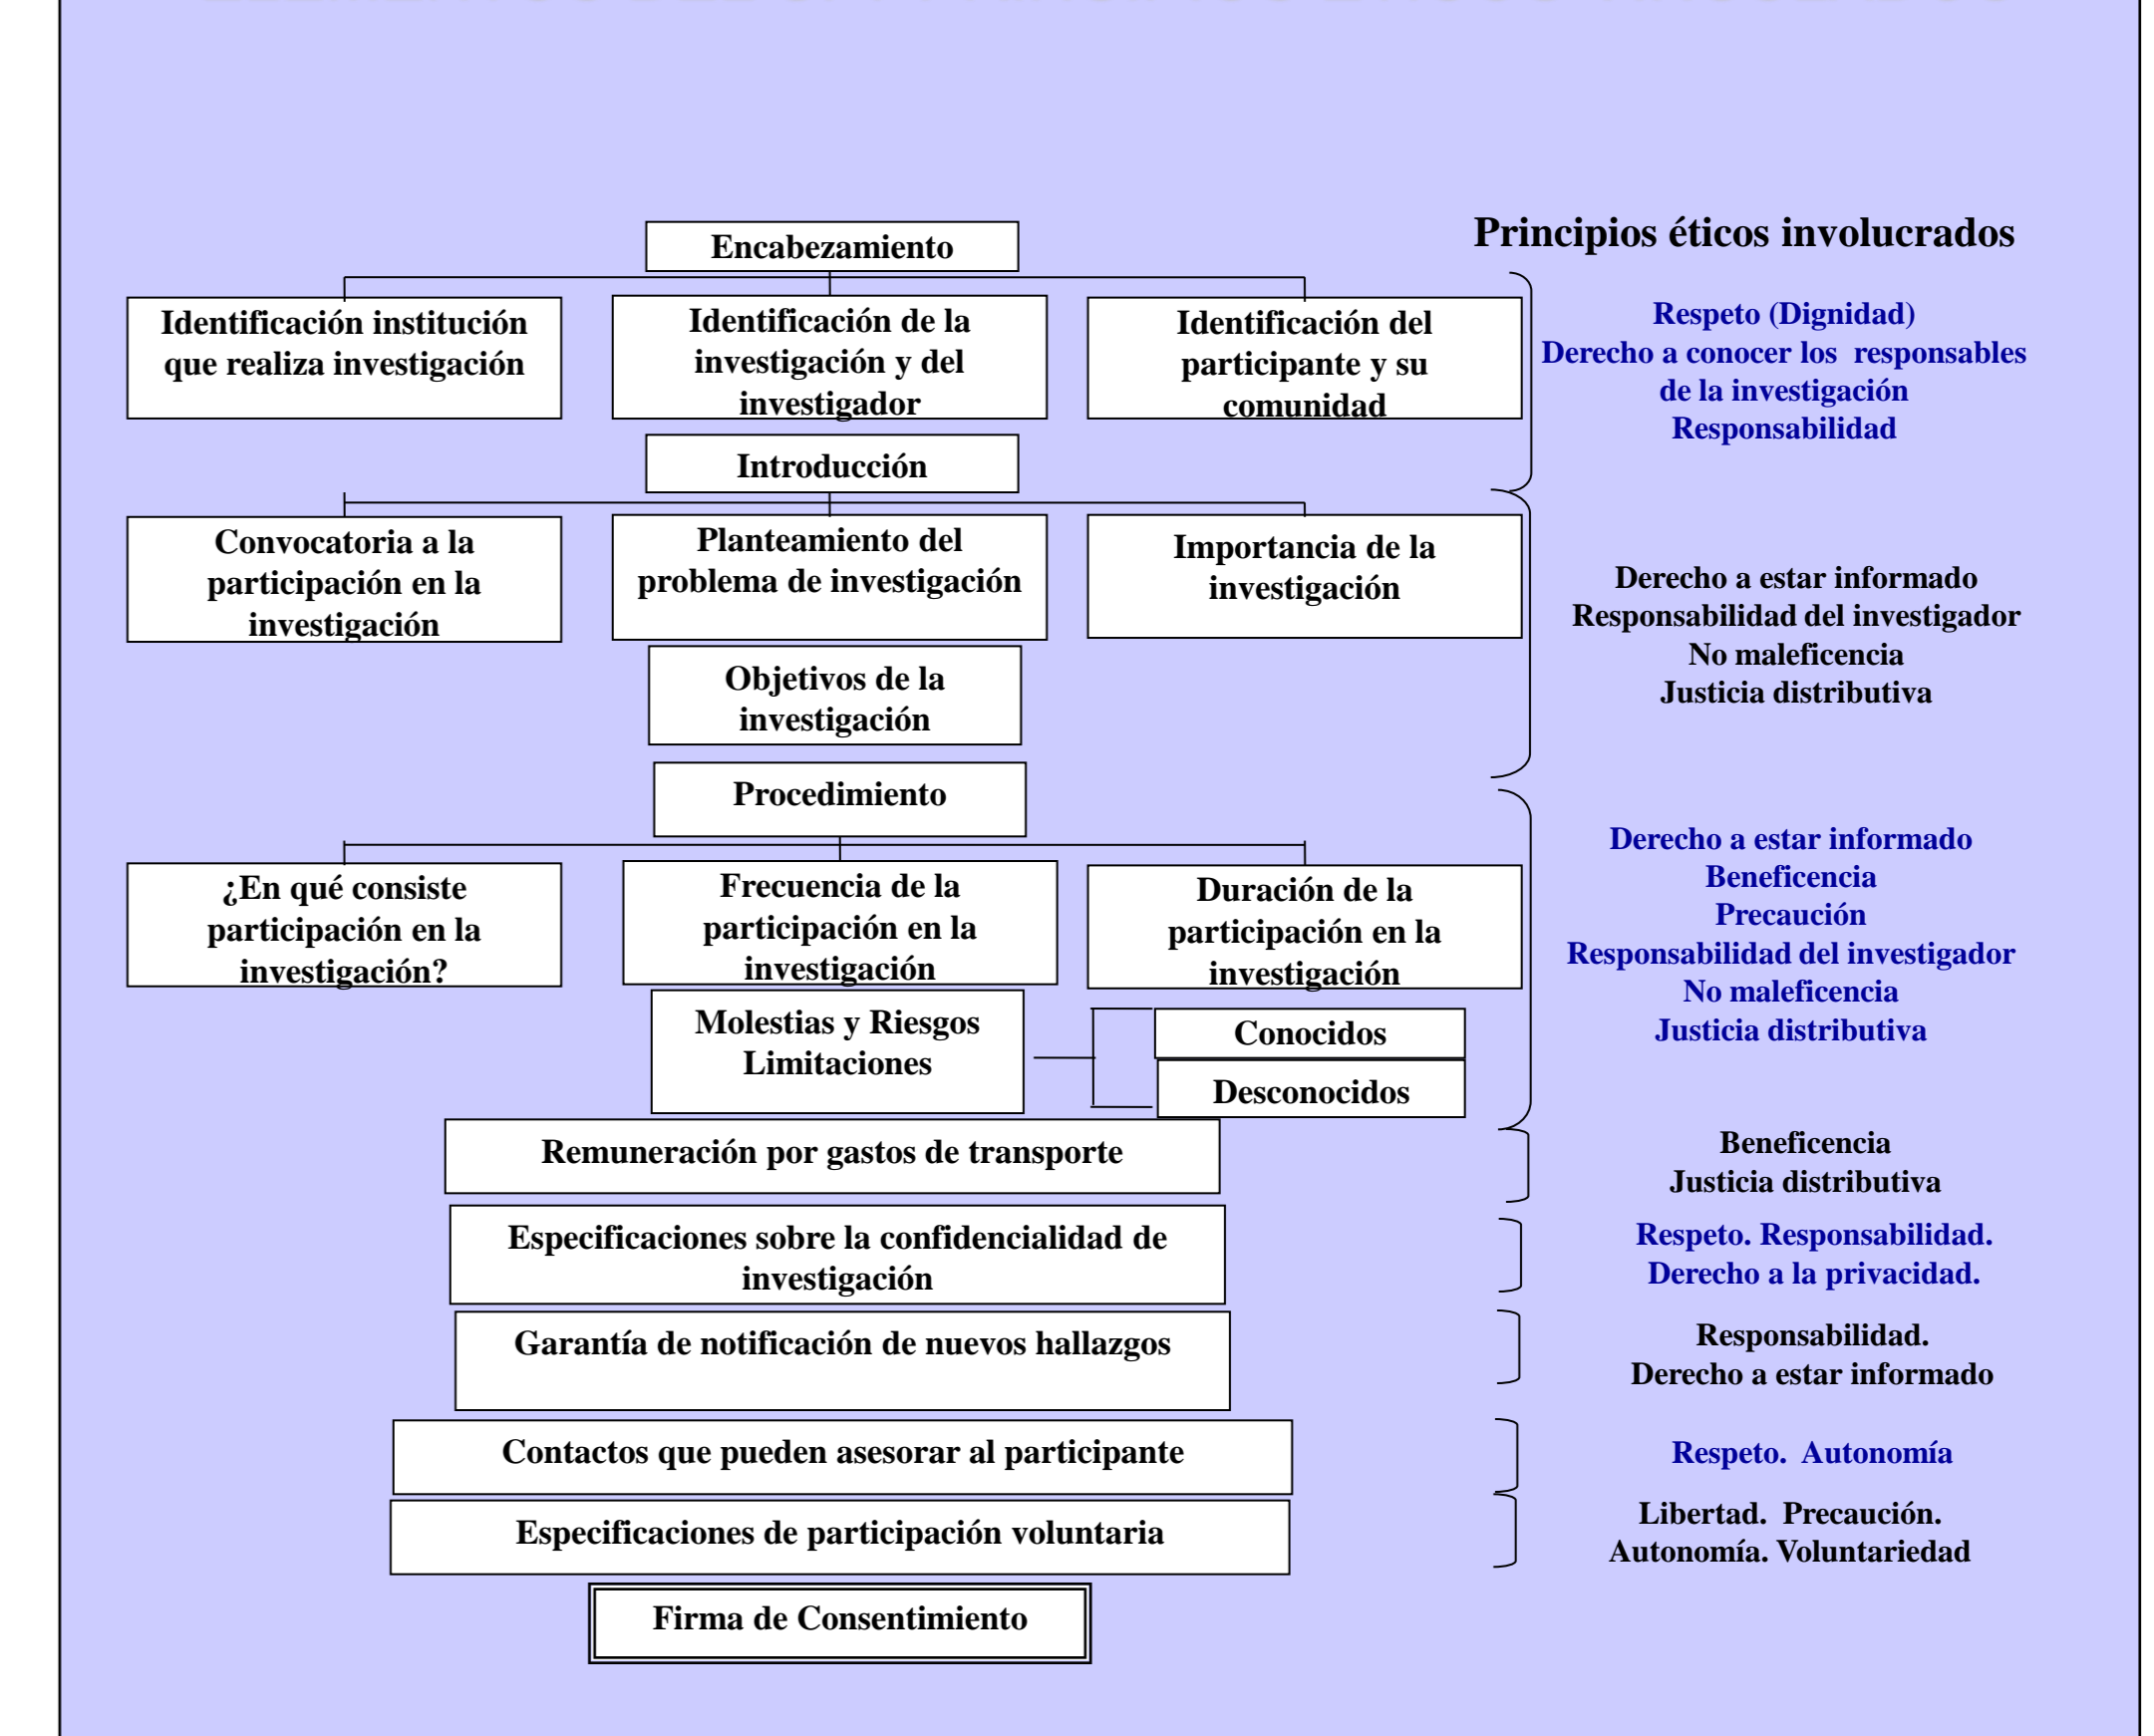 Encabezamiento
Principios éticos involucrados
Identificación institución
que realiza investigación
Identificación de la
investigación y del
investigador
Identificación del
participante y su
comunidad
Respeto (Dignidad)
Derecho a conocer los responsables
de la investigación
Responsabilidad
Introducción
Convocatoria a la
participación en la
investigación
Planteamiento del
problema de investigación
Importancia de la
investigación
Objetivos de la
investigación
Derecho a estar informado
Responsabilidad del investigador
No maleficencia
Justicia distributiva
Procedimiento
¿En qué consiste
participación en la
investigación?
Frecuencia de la
participación en la
investigación
Duración de la
participación en la
investigación
Molestias y Riesgos
Limitaciones
Conocidos
Desconocidos
Derecho a estar informado
Beneficencia
Precaución
Responsabilidad del investigador
No maleficencia
Justicia distributiva
Remuneración por gastos de transporte
Beneficencia
Justicia distributiva
Especificaciones sobre la confidencialidad de
investigación
Respeto. Responsabilidad.
Derecho a la privacidad.
Garantía de notificación de nuevos hallazgos
Responsabilidad.
Derecho a estar informado
Contactos que pueden asesorar al participante
Respeto. Autonomía
Especificaciones de participación voluntaria
Libertad. Precaución.
Autonomía. Voluntariedad
Firma de Consentimiento